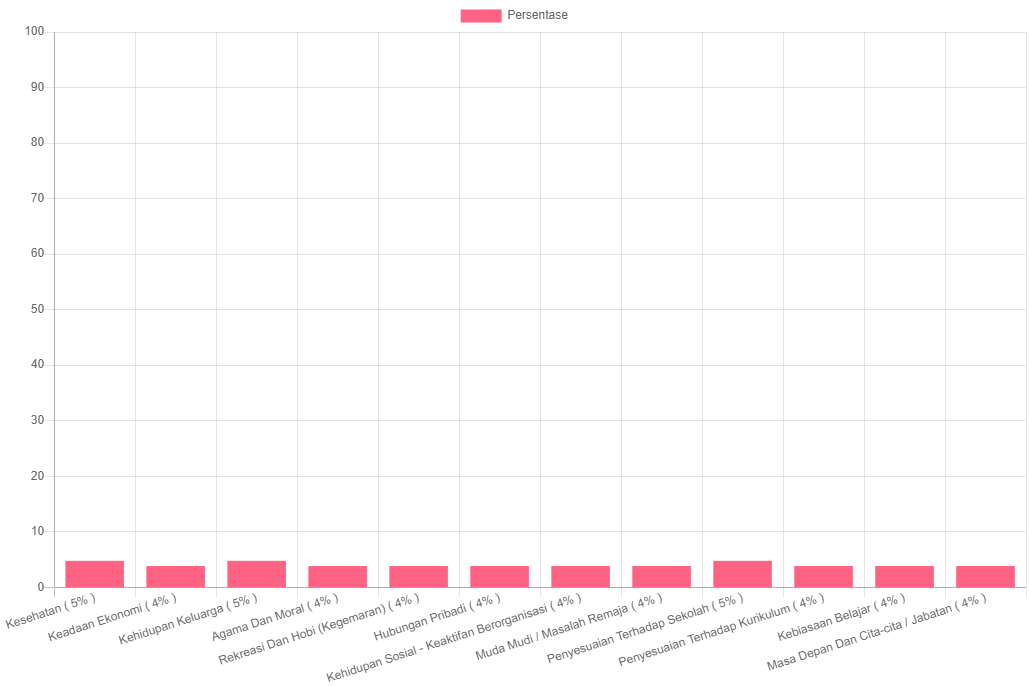 Persentase
100
90
80
70
60
50
40
30
20
10
0
Kesehatan ( 5% )
Keadaan Ekonomi ( 4% )
Kehidupan Keluarga ( 5% )
Agama Dan Moral ( 4% )
Rekreasi Dan Hobi (Kegemaran) ( 4% )
Hubungan Pribadi ( 4% )
Kehidupan Sosial - Keaktifan Berorganisasi ( 4% )
Muda Mudi / Masalah Remaja ( 4% )
Penyesuaian Terhadap Sekolah ( 5% )
Penyesuaian Terhadap Kurikulum ( 4% )
Kebiasaan Belajar ( 4% )
Masa Depan Dan Cita-cita / Jabatan ( 4% )